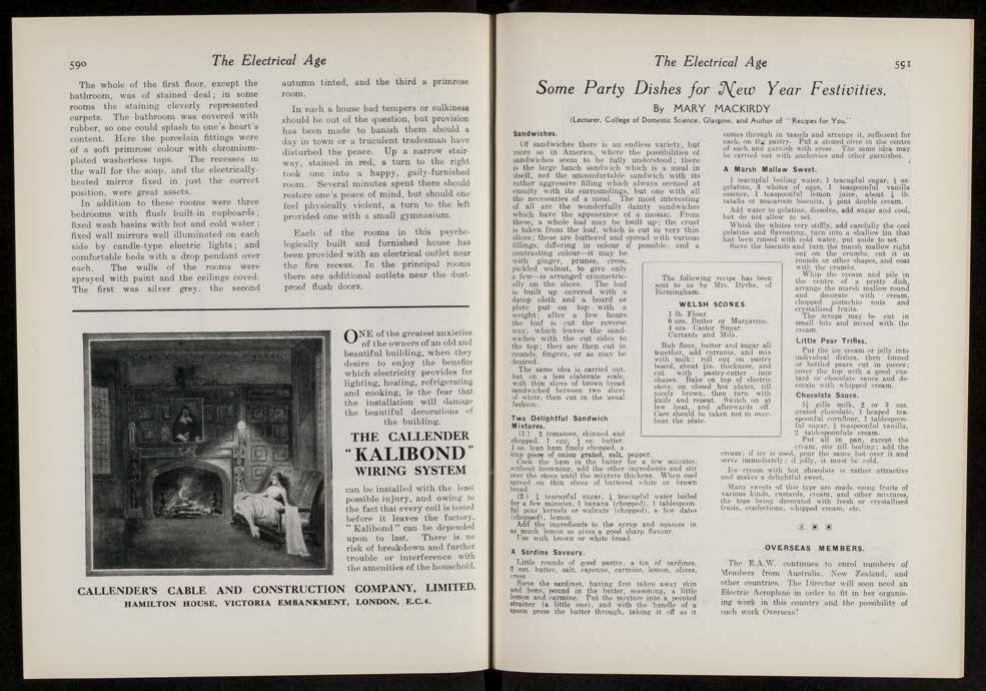 590
The Electrical Age
The whole of the first floor, except the
bathroom, was of stained deal; in some
rooms the staining cleverly represented
carpets. The bathroom was covered with
rubber, so one could splash to one's heart's
content. Here the porcelain fittings were
of a soft primrose colour with chromium-
plated washerless taps. The recesses in
the wall for the soap, and the electrically-
heated mirror fixed in just the correct
position, were great assets.
In addition to these rooms were three
bedrooms with flush built-in cupboards;
fixed wash basins with hot and cold water;
fixed wall mirrors well illuminated on each
side by candle-type electric lights; and
comfortable beds with a drop pendant over
each. The walls of the rooms were
sprayed with paint and the ceilings coved.
The first was silver grey, the second
autumn tinted, and the third a primrose
room.
In such a house bad tempers or sulkiness
should be out of the question, but provision
has been made to banish them should a
day in town or a truculent tradesman have
disturbed the peace. Up a narrow stair-
way, stained in red, a turn to the right
took one into a happy, gaily-furnished
room. Several minutes spent there should
restore one's peace of mind, but should one
feel physically violent, a turn to the left
provided one with a small gymnasium.
Each of the rooms in this psycho-
logically built and furnished house has
been provided with an electrical outlet near
the fire recess. In the principal rooms
there are additional outlets near the dust-
proof flush doors.
ONE of the greatest anxieties
of the owners of an old and
beautiful building, when they
desire to enjoy the benefits
which electricity provides for
lighting, heating, refrigerating
and cooking, is the fear that
the installation will damage
the beautiful decorations of
the building.
THE CALLENDER
"KALIBOND"
WIRING SYSTEM
can be installed with the least
possible injury, and owing to
the fact that every coil is tested
before it leaves the factory,
"Kalibond" can be depended
upon to last. There is no
risk of breakdown and further
trouble or interference with
the amenities of the household.
CALLENDER'S CABLE AND CONSTRUCTION COMPANY, LIMITED,
HAMILTON HOUSE, VICTORIA EMBANKMENT, LONDON, E.C.4.
The Electrical Age
591
Some Party Dishes for New Year Festivities.
By MARY MACKIRDY
(Lecturer, College of Domestic Science, Glasgow, and Author of "Recipes for You."
Sandwiches.
Of sandwiches there is an endless variety, but
more so in America, where the possibilities of
sandwiches seem to be fully understood; there
is the large lunch sandwich which is a meal in
itself, not the uncomfortable sandwich with its
rather aggressive filling which always seemed at
enmity with its surroundings, but one with all
the necessaries of a meal. The most interesting
of all are the wonderfully dainty sandwiches
which have the appearance of a mosaic. From
these, a whole loaf may be built up; the crust
is taken from the loaf, which is cut in very thin
slices; these are buttered and spread with various
fillings, differing in colour if possible, and a
contrasting colour—it may be
with ginger, prunes, cress,
pickled walnut, to give only
a few—is arranged symmetric-
ally on the slices. The loaf
is built up covered with a
damp cloth and a board or
plate put on top with a
weight; after a few hours
the loaf is cut the reverse
way, which leaves the sand-
wiches with the cut sides to
the top; they are then cut in
rounds, fingers, or as may be
desired.
The same idea is carried out,
but on a less elaborate scale,
with thin slices of brown bread
sandwiched between two slices
of white, then cut in the usual
fashion.
Two Delightful Sandwich
Mixtures.
(1.) 2 tomatoes, skinned and
chopped, 1 egg, ½ oz. butter,
1 oz. lean ham finely chopped,
tiny piece of onion grated, salt, pepper.
Cook the ham in the butter for a few minutes,
without browning, add the other ingredients and stir
over the stove until the mixture thickens. When cool
spread on thin slices of buttered white or brown
bread.
(2.) teacupful sugar, teacupful water boiled
for a few minutes, 1 banana (chopped), 1 tablespoon-
ful pine kernels or walnuts (chopped), a few dates
(chopped), lemon.
Add the ingredients to the syrup and squeeze in
as much lemon as gives a good sharp flavour.
Use with brown or white bread.
A Sardine Savoury.
Little rounds of good pastry, a tin of sardines,
2 ozs. butter, salt, cayenne, carmine, lemon, olives,
cress.
Sieve the sardines, having first taken away skin
and bone, pound in the butter, seasoning, a little
lemon and carmine. Put the mixture into a pointed
strainer (a little one), and with the handle of a
spoon press the butter through, taking it off as it
comes through in tassels and arrange it, sufficient for
each, on the pastry. Put a stoned olive in the centre
of each and garnish with cress. The same idea may
be carried out with anchovies and other garnishes.
A Marsh Mallow Sweet.
teacupful boiling water, 1 teacupful sugar, oz.
gelatine, 3 whites of eggs, 1 teaspoonful vanilla
essence, 1 teaspoonful lemon juice, about lb.
ratafia or macaroon biscuits, pint double cream.
Add water to gelatine, dissolve, add sugar and cool,
but do not allow to set.
Whisk the whites very stiffly, add carefully the cool
gelatine and flavouring, turn into a shallow tin that
has been rinsed with cold water, put aside to set.
Sieve the biscuits and turn the marsh mallow right
out on the crumbs; cut it in
rounds or other shapes, and coat
with the crumbs.
Whip the cream and pile in
the centre of a pretty dish,
arrange the marsh mallow round
and decorate with cream,
chopped pistachio nuts and
crystallised fruits.
The scraps may be cut in
small bits and mixed with the
cream.
The following recipe has been
sent to us by Mrs. Dyche, of
Birmingham.
WELSH SCONES.
1 lb. Flour.
6 ozs. Butter or Margarine.
4 ozs. Castor Sugar.
Currants and Milk.
Rub flour, butter and sugar all
together, add currants, and mix
with milk; roll out on pastry
board, about ¼in. thickness, and
cut with pastry-cutter into
shapes. Bake on top of electric
stove, on closed hot plates, till
nicely brown, then turn with
knife and repeat. Switch on at
low heat, and afterwards off.
Care should be taken not to over-
heat the plate.
Little Pear Trifles.
Put the ice cream or jelly into
individual dishes, then tinned
or bottled pears cut in pieces;
cover the top with a good cus-
tard or chocolate sauce and de-
corate with whipped cream.
Chocolate Sauce.
gills milk, 2 or 3 ozs.
grated chocolate, 1 heaped tea-
spoonful cornflour, 1 tablespoon-
ful sugar, teaspoonful vanilla,
2 tablespoonfuls cream.
Put all in pan, except the
cream, stir till boiling; add the
cream; if ice is used, pour the sauce hot over it and
serve immediately; if jelly, it must be cold.
Ice cream with hot chocolate is rather attractive
and makes a delightful sweet.
Many sweets of this type are made using fruits of
various kinds, custards, cream, and other mixtures,
the tops being decorated with fresh or crystallised
fruits, confections, whipped cream, etc.
OVERSEAS MEMBERS.
The E.A.W. continues to enrol numbers of
Members from Australia, New Zealand, and
other countries. The Director will soon need an
Electric Aeroplane in order to fit in her organis-
ing work in this country and the possibility of
such work Overseas!